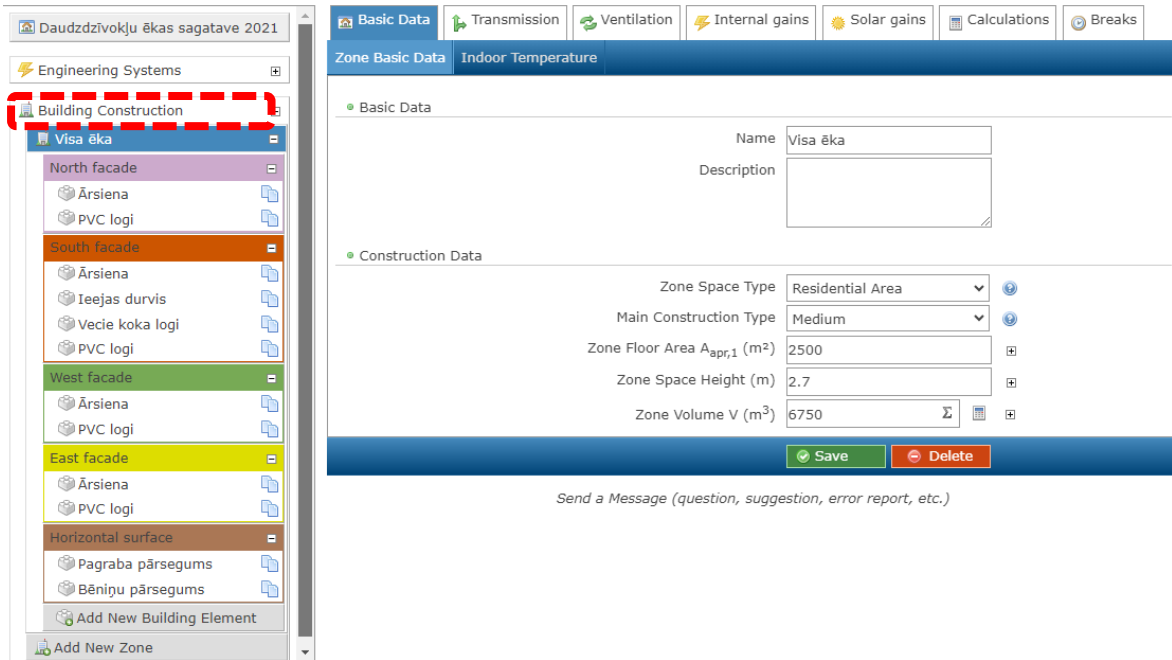 Daudzdzīvokļu ēkas sagatave 2021
Engineering Systems
Building Construction
Visa ēka
North facade
Ārsiena
PVC logi
South facade
Ārsiena
Ieejas durvis
Vecie koka logi
PVC logi
West facade
Ārsiena
PVC logi
East facade
Ārsiena
PVC logi
Horizontal surface
Pagraba pārsegums
Bēniņu pārsegums
Add New Building Element
Add New Zone
Basic Data Transmission Ventilation Internal gains Solar gains Calculations Breaks
Zone Basic Data Indoor Temperature
Basic Data
Name Visa ēka
Description
Construction Data
Zone Space Type Residential Area
Main Construction Type Medium
Zone Floor Area A_apr,1 (m²) 2500
Zone Space Height (m) 2.7
Zone Volume V (m³) 6750 Σ
Save Delete
Send a Message (question, suggestion, error report, etc.)